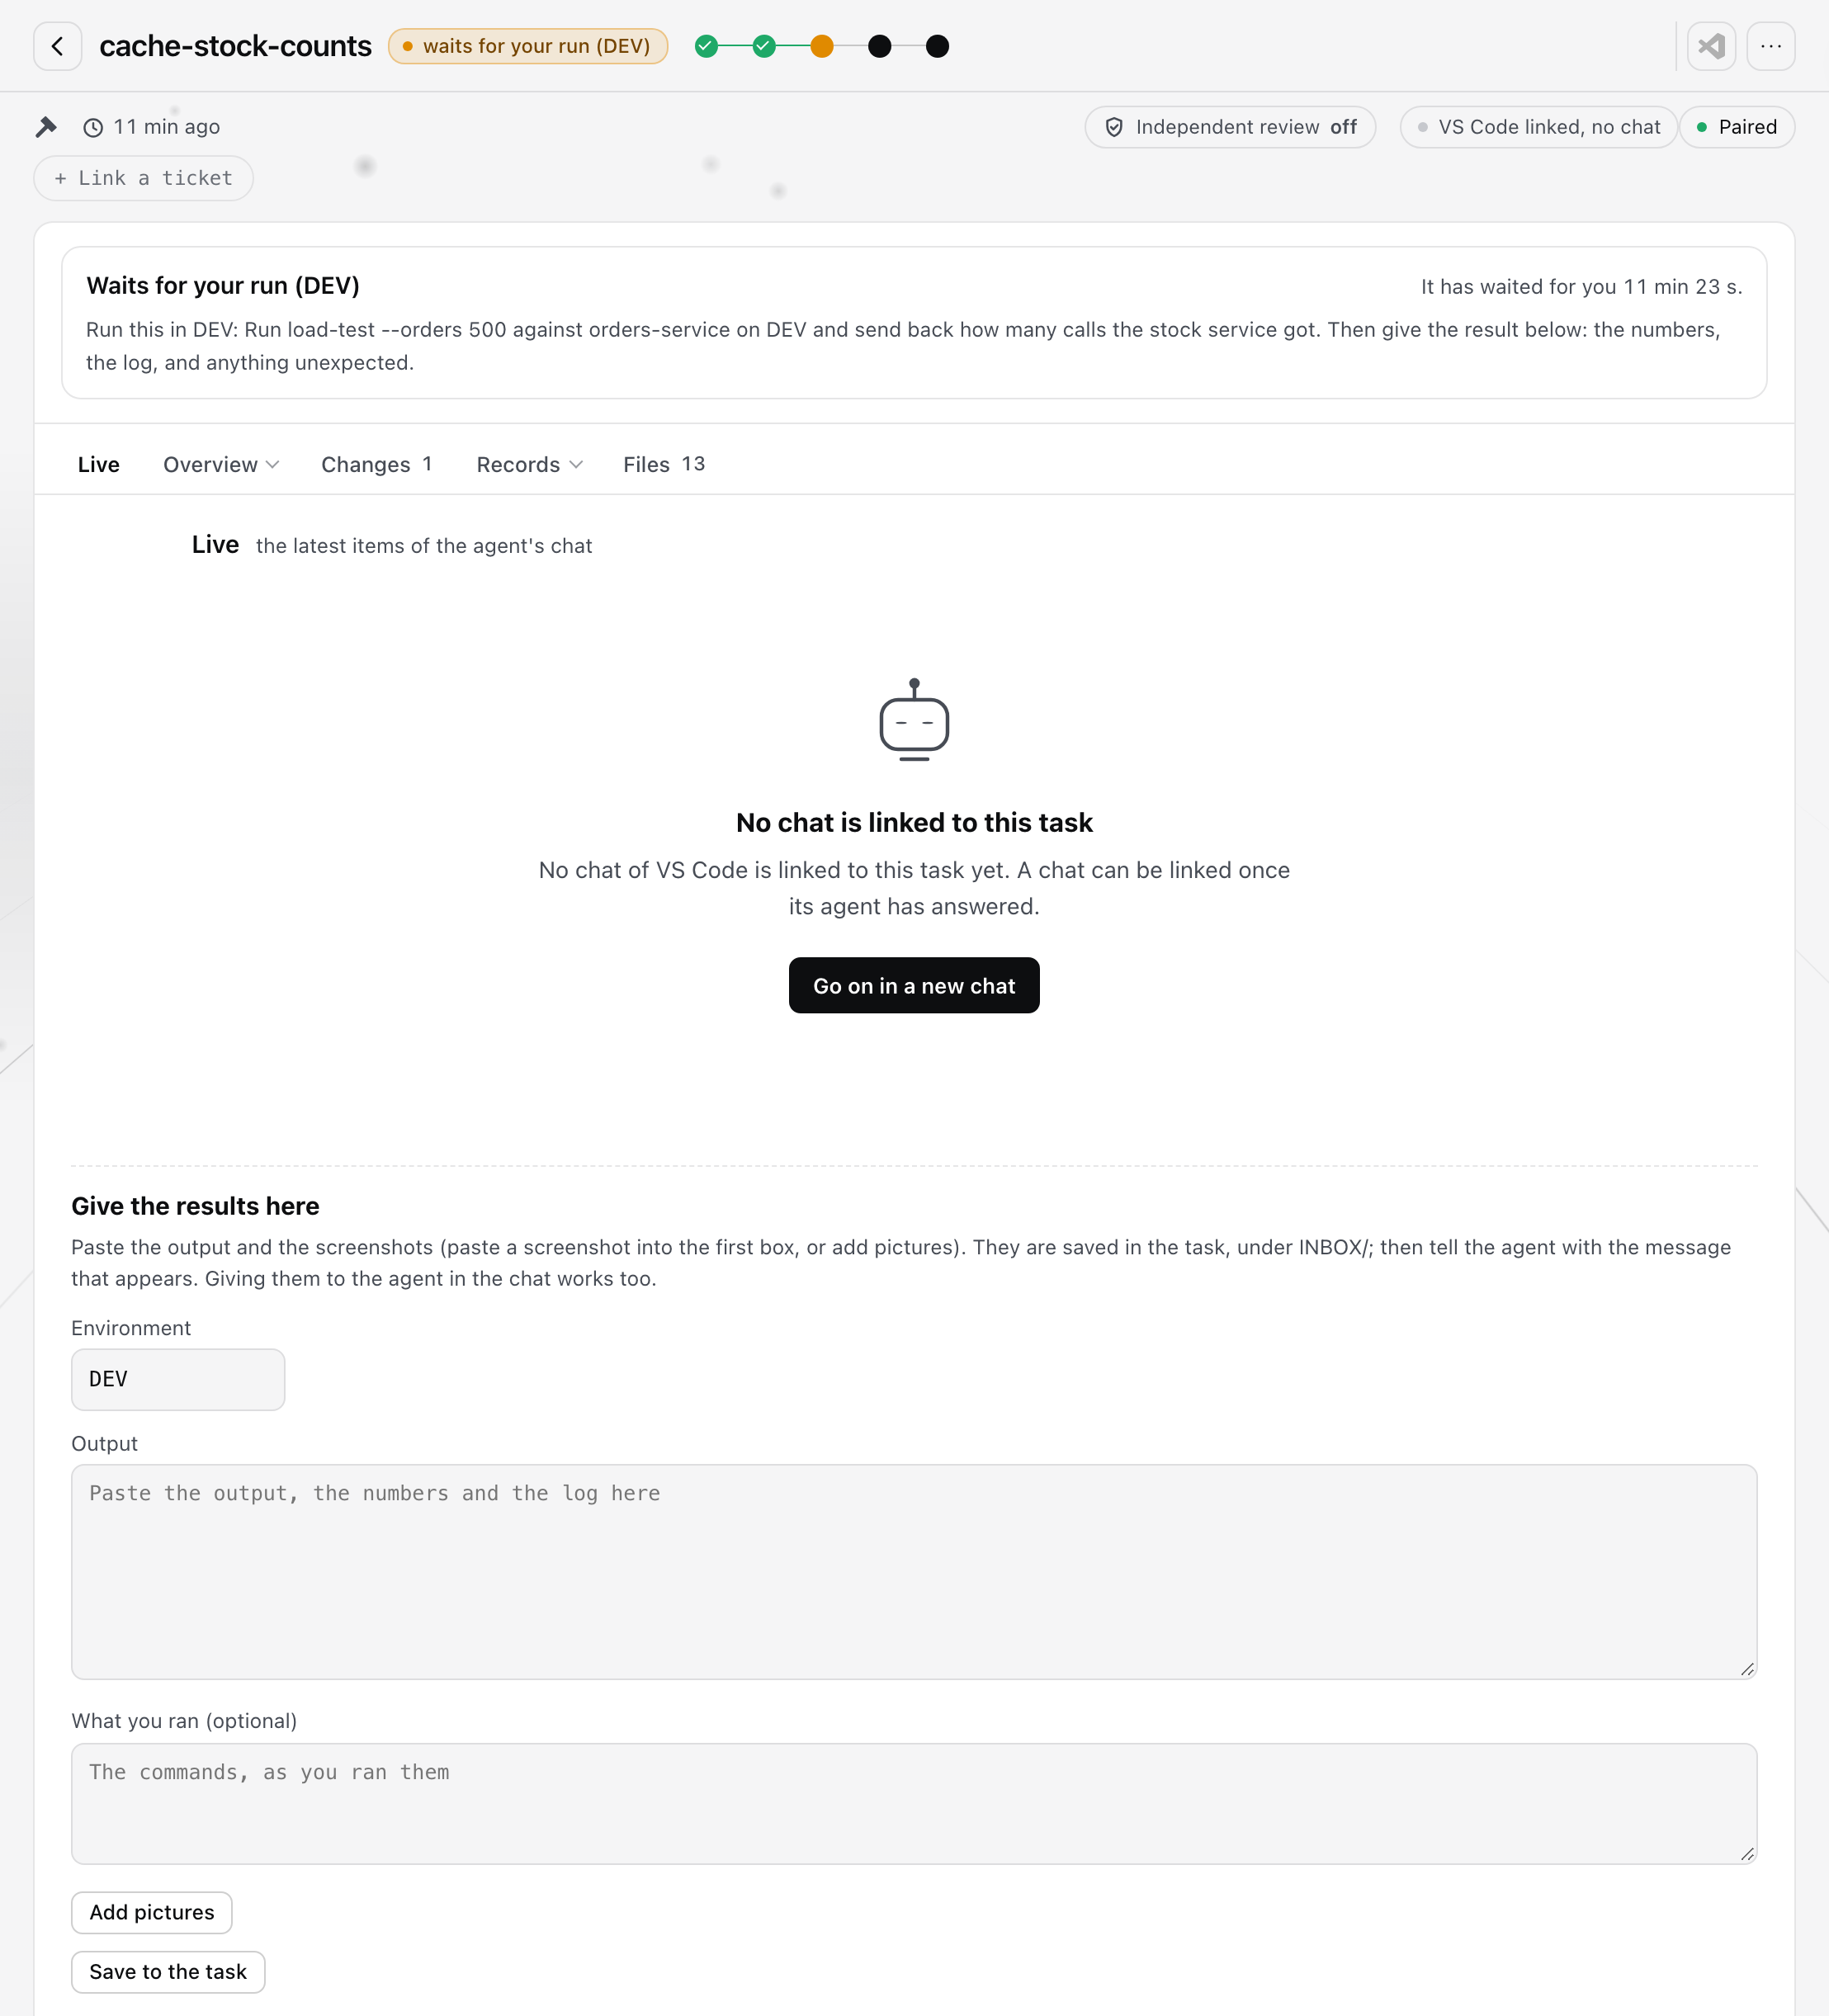 cache-stock-counts
waits for your run (DEV)
11 min ago
Independent review off
VS Code linked, no chat
Paired
+ Link a ticket
Waits for your run (DEV)
It has waited for you 11 min 23 s.
Run this in DEV: Run load-test --orders 500 against orders-service on DEV and send back how many calls the stock service got. Then give the result below: the numbers,
the log, and anything unexpected.
Live
Overview
Changes 1
Records
Files 13
Live the latest items of the agent's chat
No chat is linked to this task
No chat of VS Code is linked to this task yet. A chat can be linked once
its agent has answered.
Go on in a new chat
Give the results here
Paste the output and the screenshots (paste a screenshot into the first box, or add pictures). They are saved in the task, under INBOX/; then tell the agent with the message
that appears. Giving them to the agent in the chat works too.
Environment
DEV
Output
Paste the output, the numbers and the log here
What you ran (optional)
The commands, as you ran them
Add pictures
Save to the task